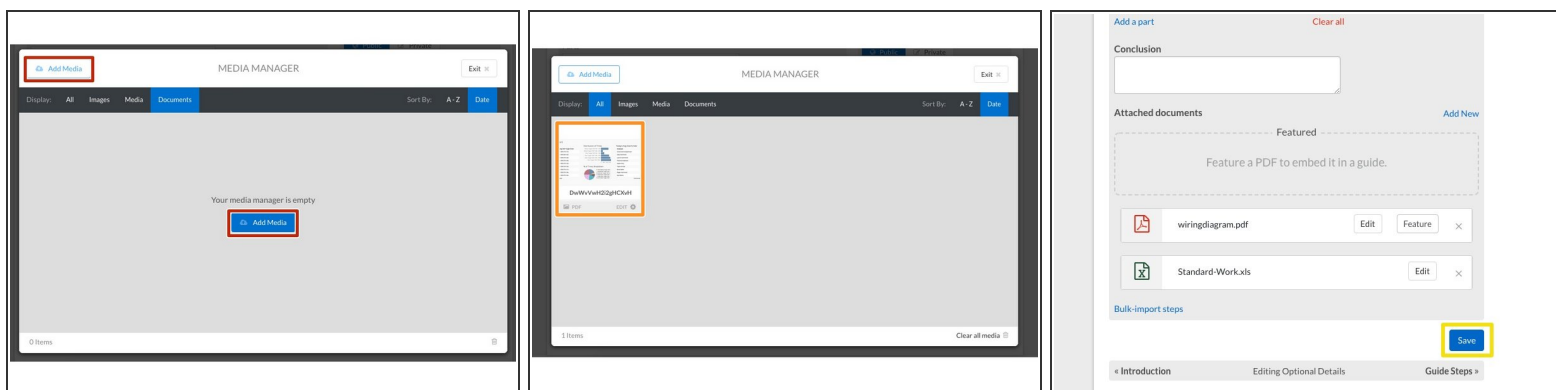 Public Private
Add Media
MEDIA MANAGER
Exit ×
Display: All Images Media Documents
Sort By: A - Z Date
Your media manager is empty
Add Media
0 Items
Public Private
Add Media
MEDIA MANAGER
Exit ×
Display: All Images Media Documents
Sort By: A - Z Date
DwWvVwH2i2gHCXvH
PDF EDIT
1 Items
Clear all media
Add a part
Clear all
Conclusion
Attached documents
Add New
Featured
Feature a PDF to embed it in a guide.
wiringdiagram.pdf
Edit
Feature
×
Standard-Work.xls
Edit
×
Bulk-import steps
Save
« Introduction
Editing Optional Details
Guide Steps »